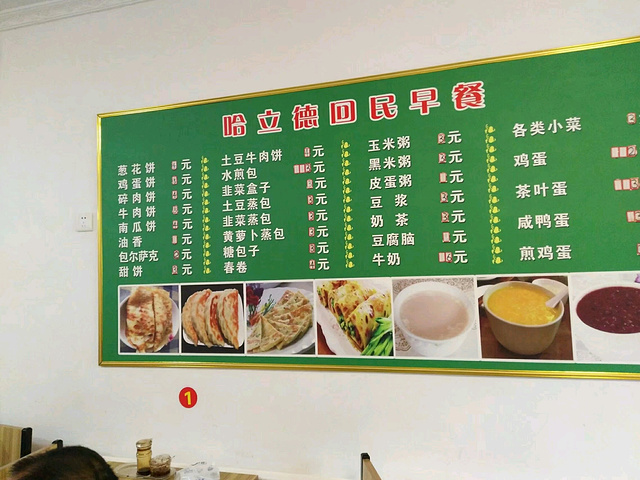 哈立德回民早餐
葱花饼 元
鸡蛋饼 元
碎肉饼 元
牛肉饼 元
南瓜饼 元
油香 元
包尔萨克 元
甜饼 元
土豆牛肉饼 元
水煎包 元
韭菜盒子 元
土豆蒸包 元
韭菜蒸包 元
黄萝卜蒸包 元
糖包子 元
春卷 元
玉米粥 元
黑米粥 元
皮蛋粥 元
豆浆 元
奶茶 元
豆腐脑 元
牛奶 元
各类小菜
鸡蛋
茶叶蛋
咸鸭蛋
煎鸡蛋
1